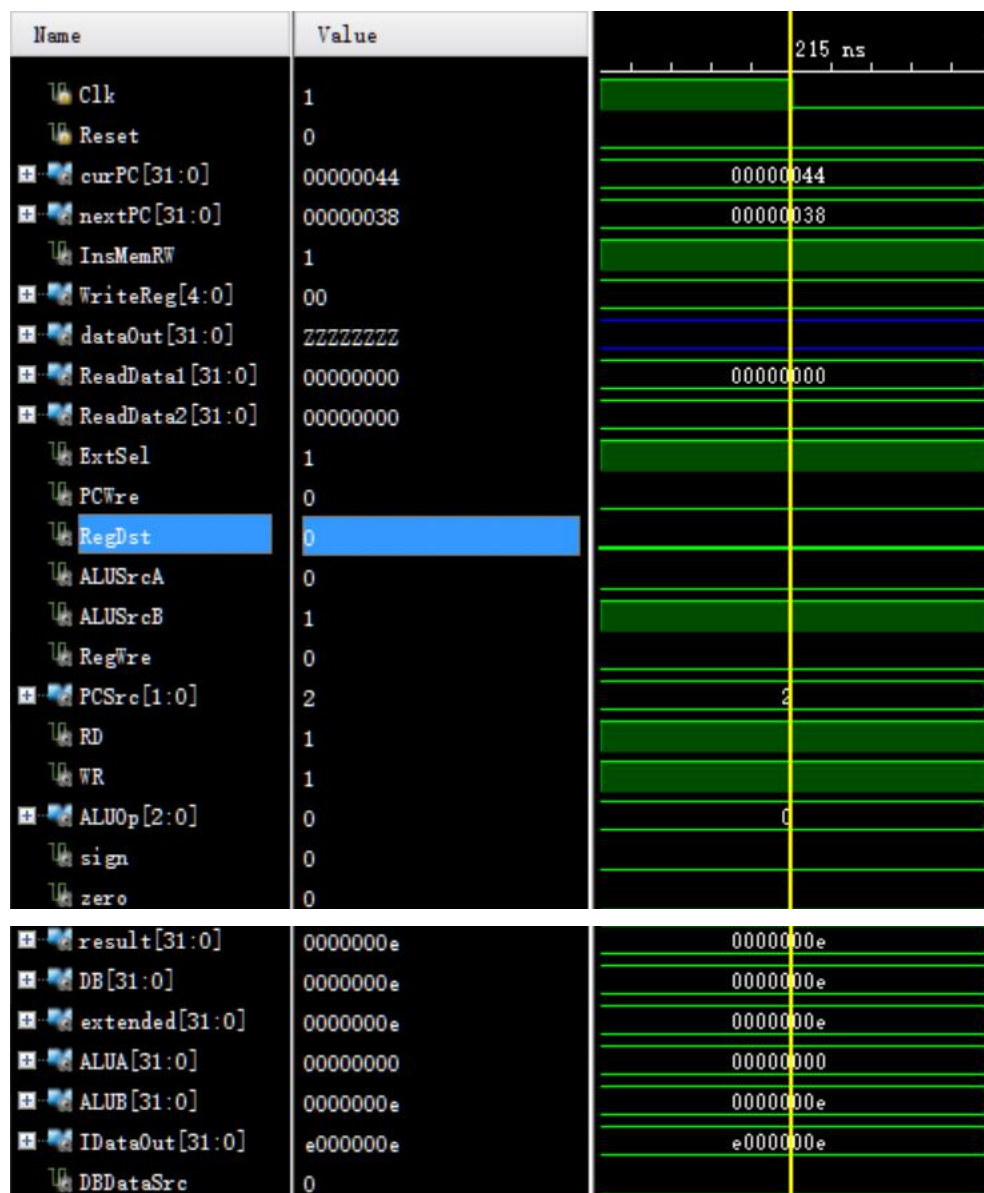 Name Value
215 ns
Clk 1
Reset 0
curPC[31:0] 00000044 00000044
nextPC[31:0] 00000038 00000038
InsMemRW 1
WriteReg[4:0] 00
dataOut[31:0] ZZZZZZZZ
ReadData1[31:0] 00000000 00000000
ReadData2[31:0] 00000000
ExtSel 1
PCWre 0
RegDst 0
ALUSrcA 0
ALUSrcB 1
RegWre 0
PCSrc[1:0] 2 2
RD 1
WR 1
ALUOp[2:0] 0 0
sign 0
zero 0
result[31:0] 0000000e 0000000e
DB[31:0] 0000000e 0000000e
extended[31:0] 0000000e 0000000e
ALUA[31:0] 00000000 00000000
ALUB[31:0] 0000000e 0000000e
IDataOut[31:0] e000000e e000000e
DBDataSrc 0